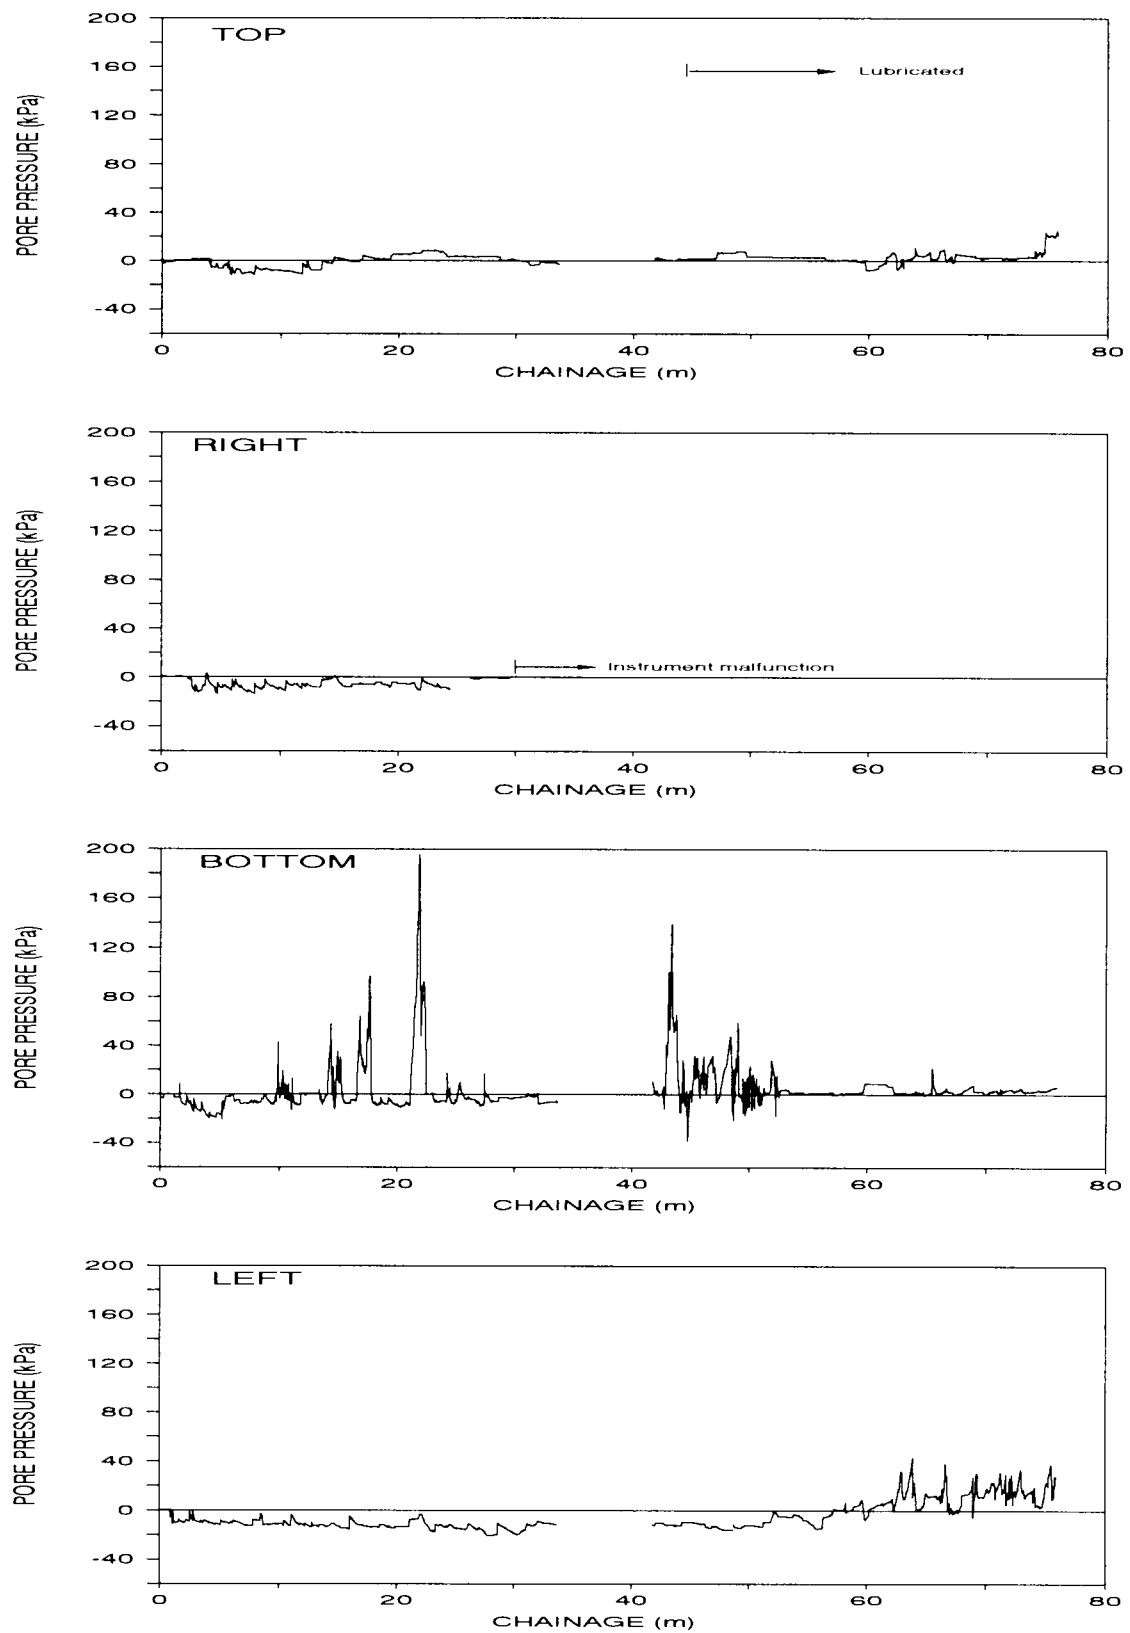 200
TOP
160
Lubricated
120
80
40
0
-40
0 20 40 60 80
CHAINAGE (m)
PORE PRESSURE (kPa)
200
RIGHT
160
120
80
40
Instrument malfunction
0
-40
0 20 40 60 80
CHAINAGE (m)
PORE PRESSURE (kPa)
200
BOTTOM
160
120
80
40
0
-40
0 20 40 60 80
CHAINAGE (m)
PORE PRESSURE (kPa)
200
LEFT
160
120
80
40
0
-40
0 20 40 60 80
CHAINAGE (m)
PORE PRESSURE (kPa)